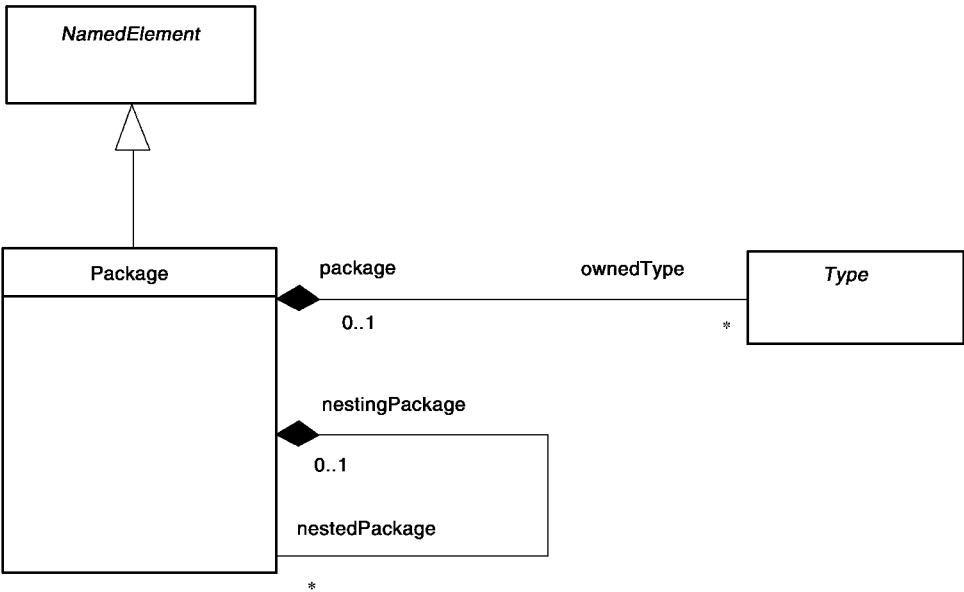 NamedElement
Package
package
ownedType
Type
0..1
*
nestingPackage
0..1
nestedPackage
*